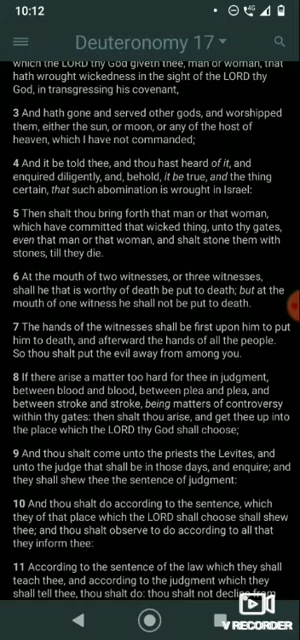 10:12
4G
Deuteronomy 17
which the LORD thy God giveth thee, man or woman, that
hath wrought wickedness in the sight of the LORD thy
God, in transgressing his covenant,
3 And hath gone and served other gods, and worshipped
them, either the sun, or moon, or any of the host of
heaven, which I have not commanded;
4 And it be told thee, and thou hast heard of it, and
enquired diligently, and, behold, it be true, and the thing
certain, that such abomination is wrought in Israel:
5 Then shalt thou bring forth that man or that woman,
which have committed that wicked thing, unto thy gates,
even that man or that woman, and shalt stone them with
stones, till they die.
6 At the mouth of two witnesses, or three witnesses,
shall he that is worthy of death be put to death; but at the
mouth of one witness he shall not be put to death.
7 The hands of the witnesses shall be first upon him to put
him to death, and afterward the hands of all the people.
So thou shalt put the evil away from among you.
8 If there arise a matter too hard for thee in judgment,
between blood and blood, between plea and plea, and
between stroke and stroke, being matters of controversy
within thy gates: then shalt thou arise, and get thee up into
the place which the LORD thy God shall choose;
9 And thou shalt come unto the priests the Levites, and
unto the judge that shall be in those days, and enquire; and
they shall shew thee the sentence of judgment:
10 And thou shalt do according to the sentence, which
they of that place which the LORD shall choose shall shew
thee; and thou shalt observe to do according to all that
they inform thee:
11 According to the sentence of the law which they shall
teach thee, and according to the judgment which they
shall tell thee, thou shalt do: thou shalt not decline from
V RECORDER